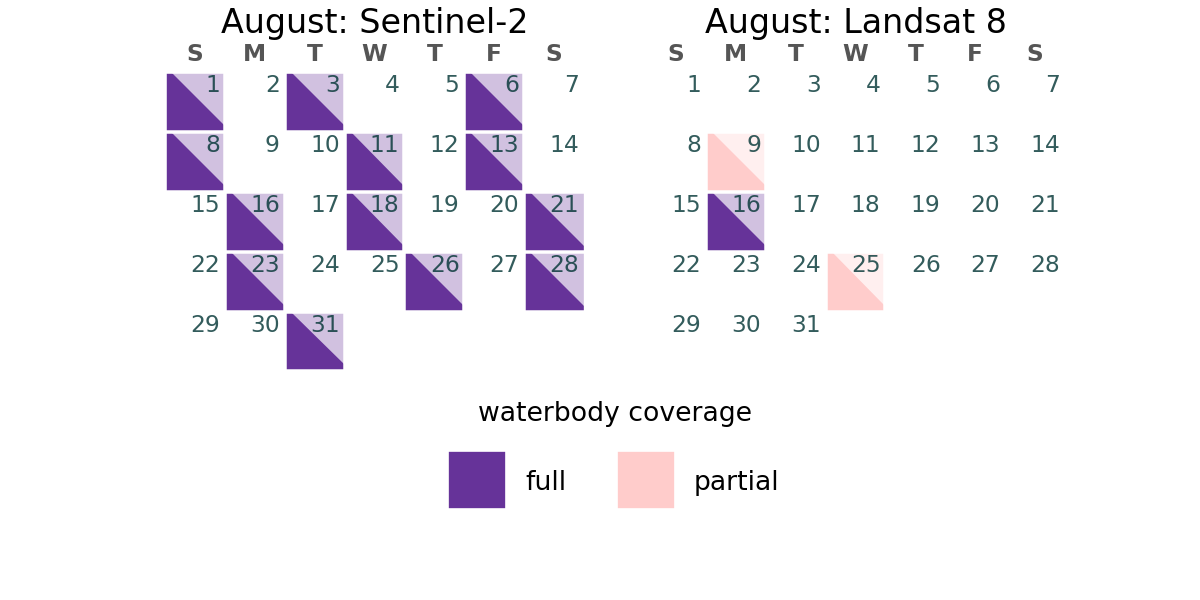 August: Sentinel-2
S M T W T F S
1 2 3 4 5 6 7
8 9 10 11 12 13 14
15 16 17 18 19 20 21
22 23 24 25 26 27 28
29 30 31
August: Landsat 8
S M T W T F S
1 2 3 4 5 6 7
8 9 10 11 12 13 14
15 16 17 18 19 20 21
22 23 24 25 26 27 28
29 30 31
waterbody coverage
full
partial